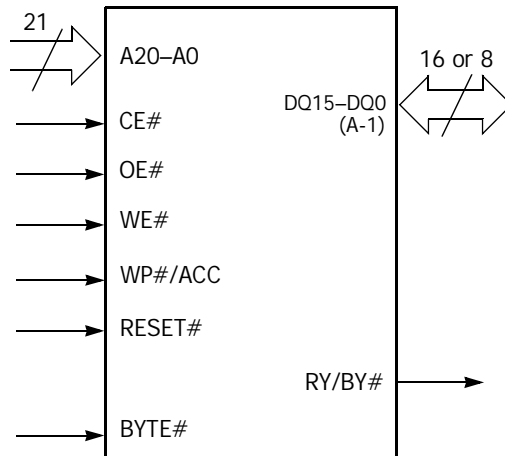 21
A20–A0
16 or 8
DQ15–DQ0
(A-1)
CE#
OE#
WE#
WP#/ACC
RESET#
RY/BY#
BYTE#